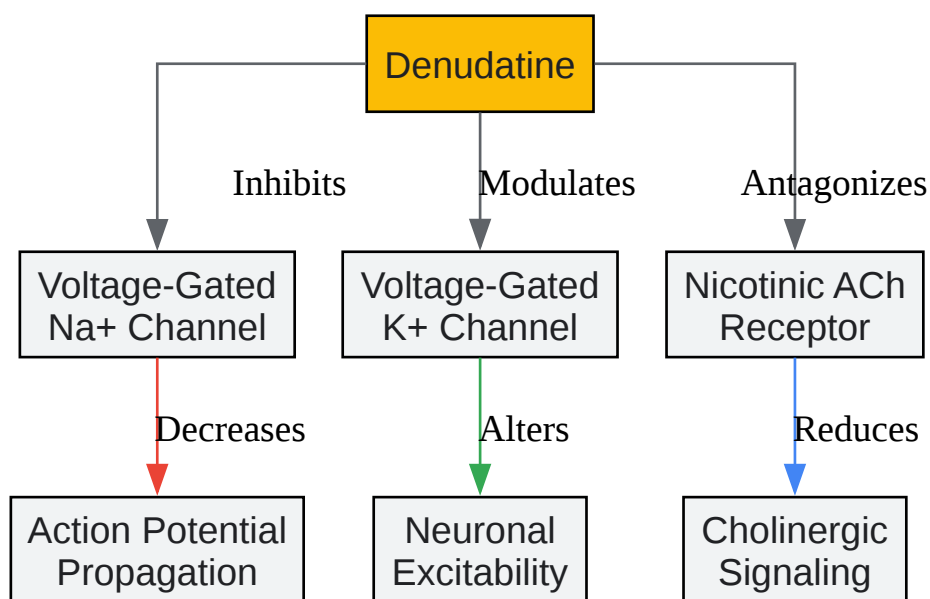 Denudatine
Inhibits
Modulates
Antagonizes
Voltage-Gated
Na+ Channel
Voltage-Gated
K+ Channel
Nicotinic ACh
Receptor
Decreases
Alters
Reduces
Action Potential
Propagation
Neuronal
Excitability
Cholinergic
Signaling